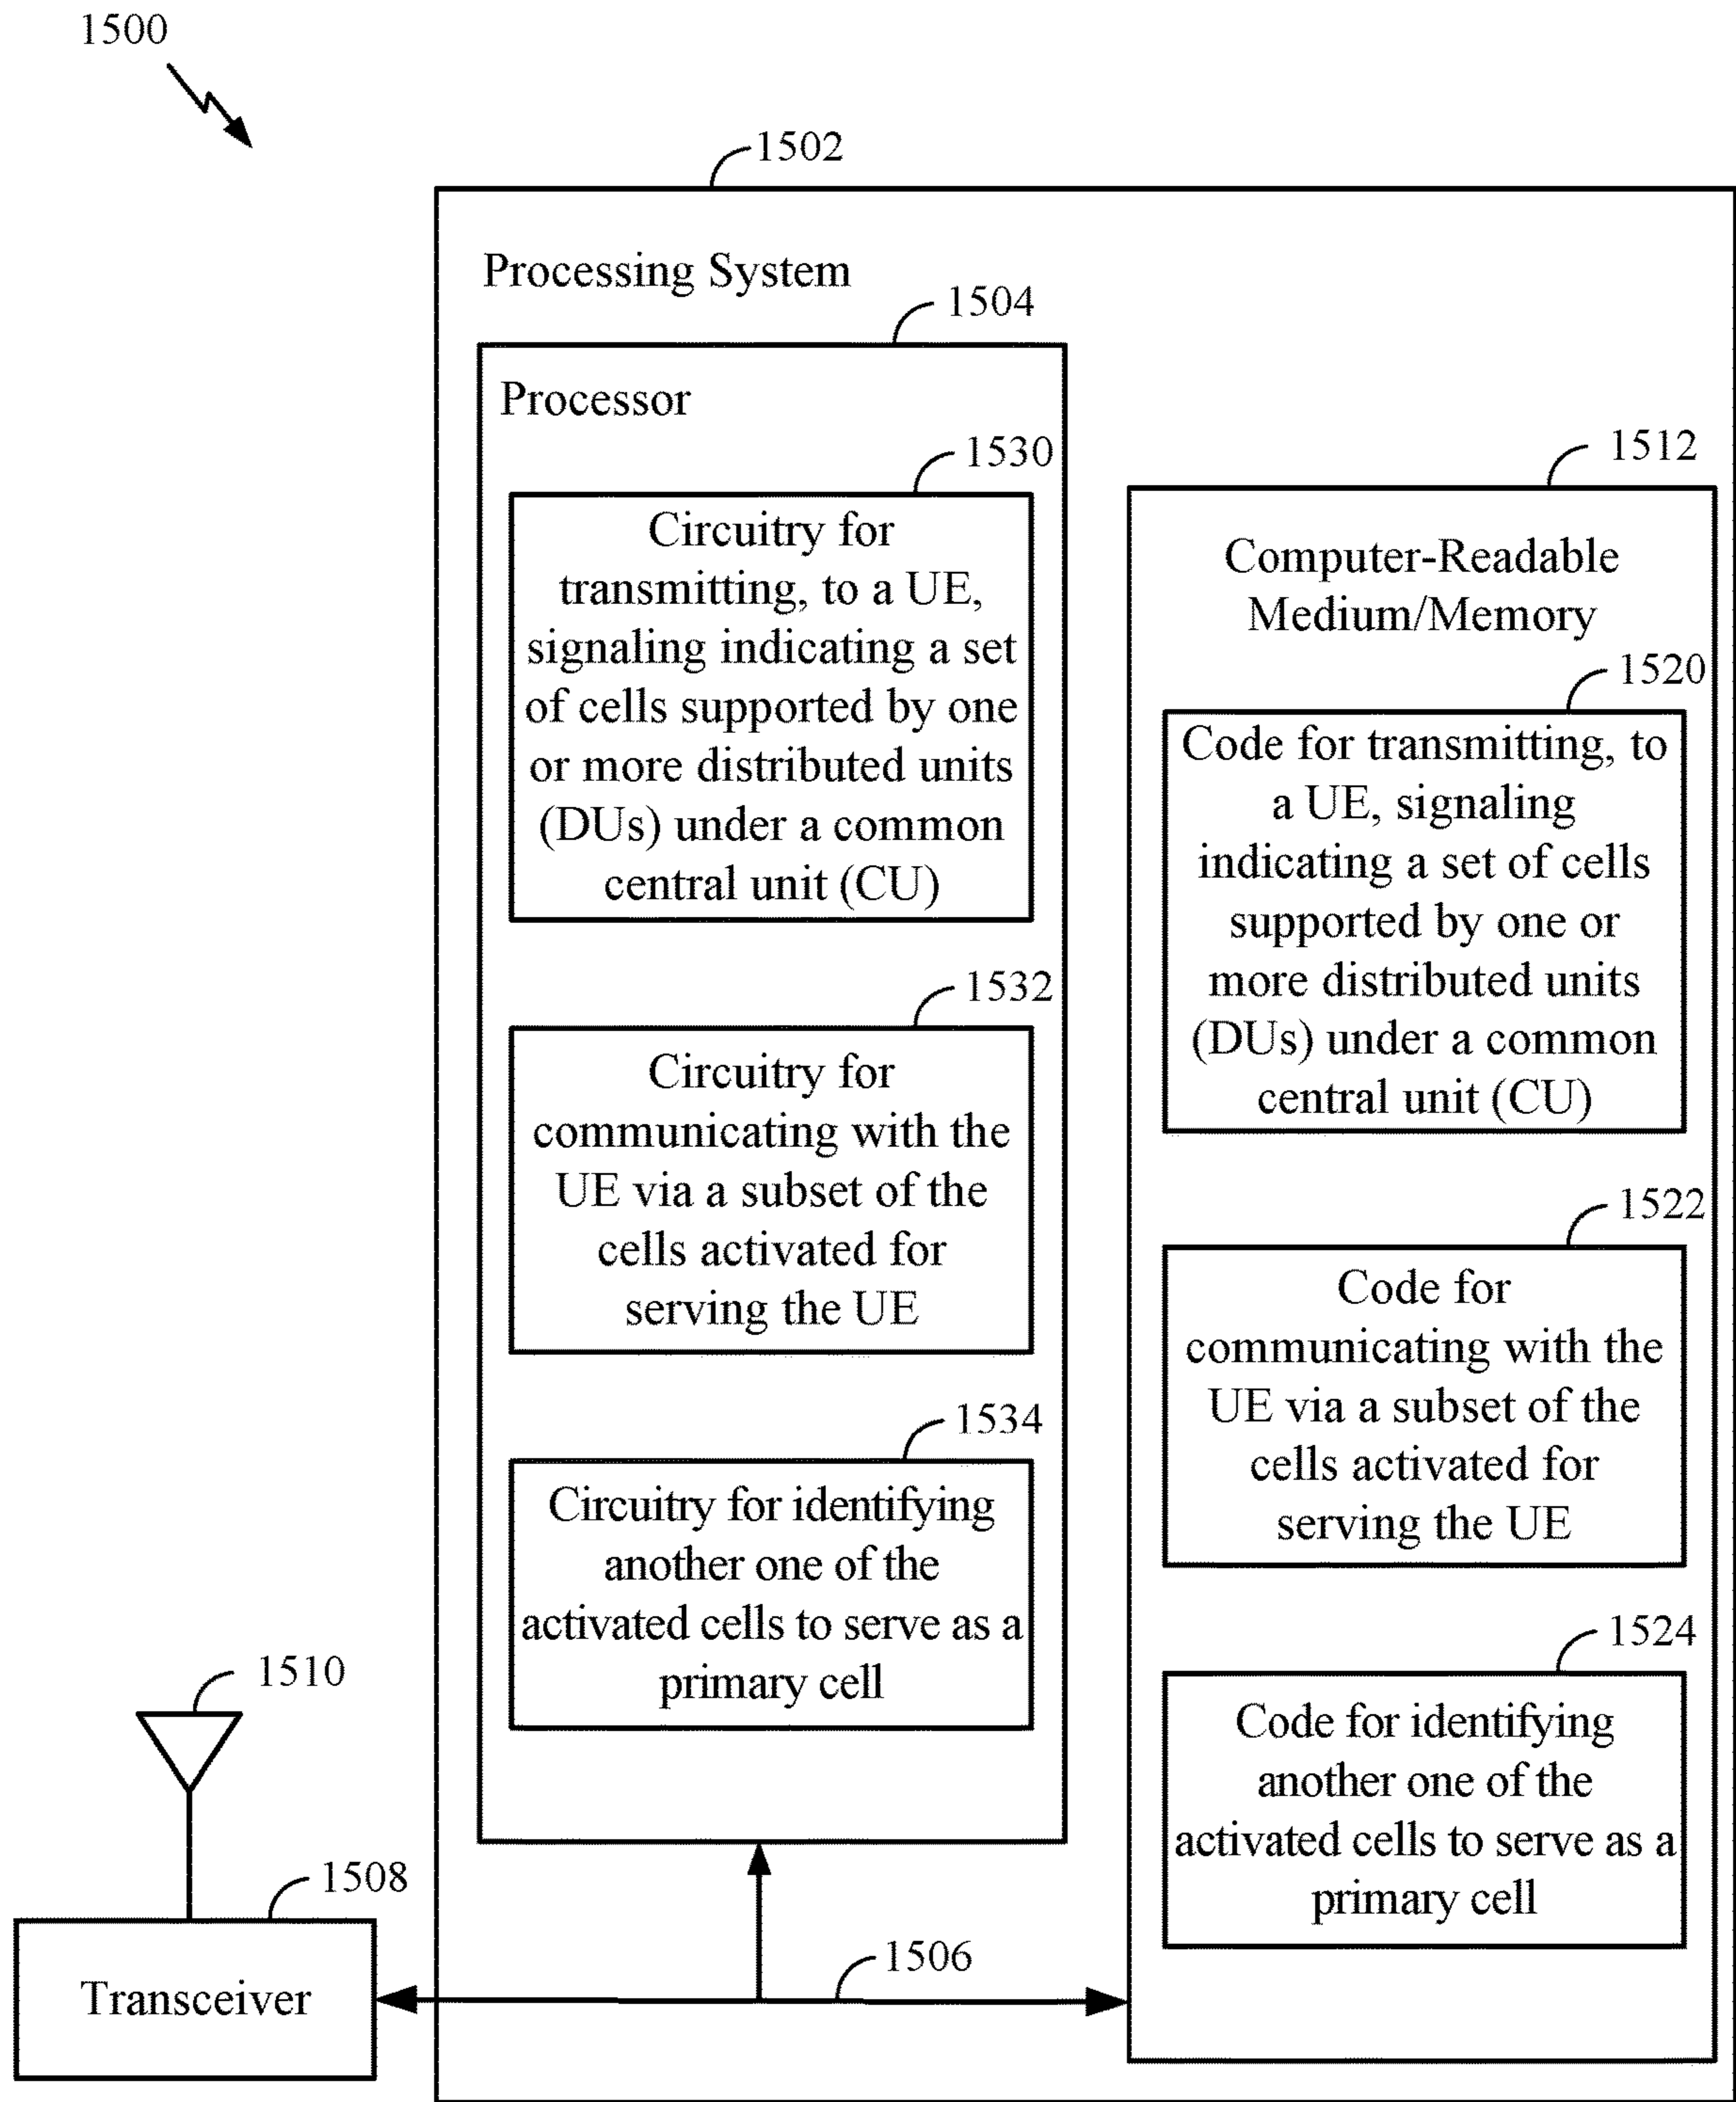 1500
1502
Processing System
1504
Processor
1530
Circuitry for
transmitting, to a UE,
signaling indicating a set
of cells supported by one
or more distributed units
(DUs) under a common
central unit (CU)
1532
Circuitry for
communicating with the
UE via a subset of the
cells activated for
serving the UE
1534
Circuitry for identifying
another one of the
activated cells to serve as a
primary cell
1512
Computer-Readable
Medium/Memory
1520
Code for transmitting, to
a UE, signaling
indicating a set of cells
supported by one or
more distributed units
(DUs) under a common
central unit (CU)
1522
Code for
communicating with the
UE via a subset of the
cells activated for
serving the UE
1524
Code for identifying
another one of the
activated cells to serve as a
primary cell
1510
1508
Transceiver
1506